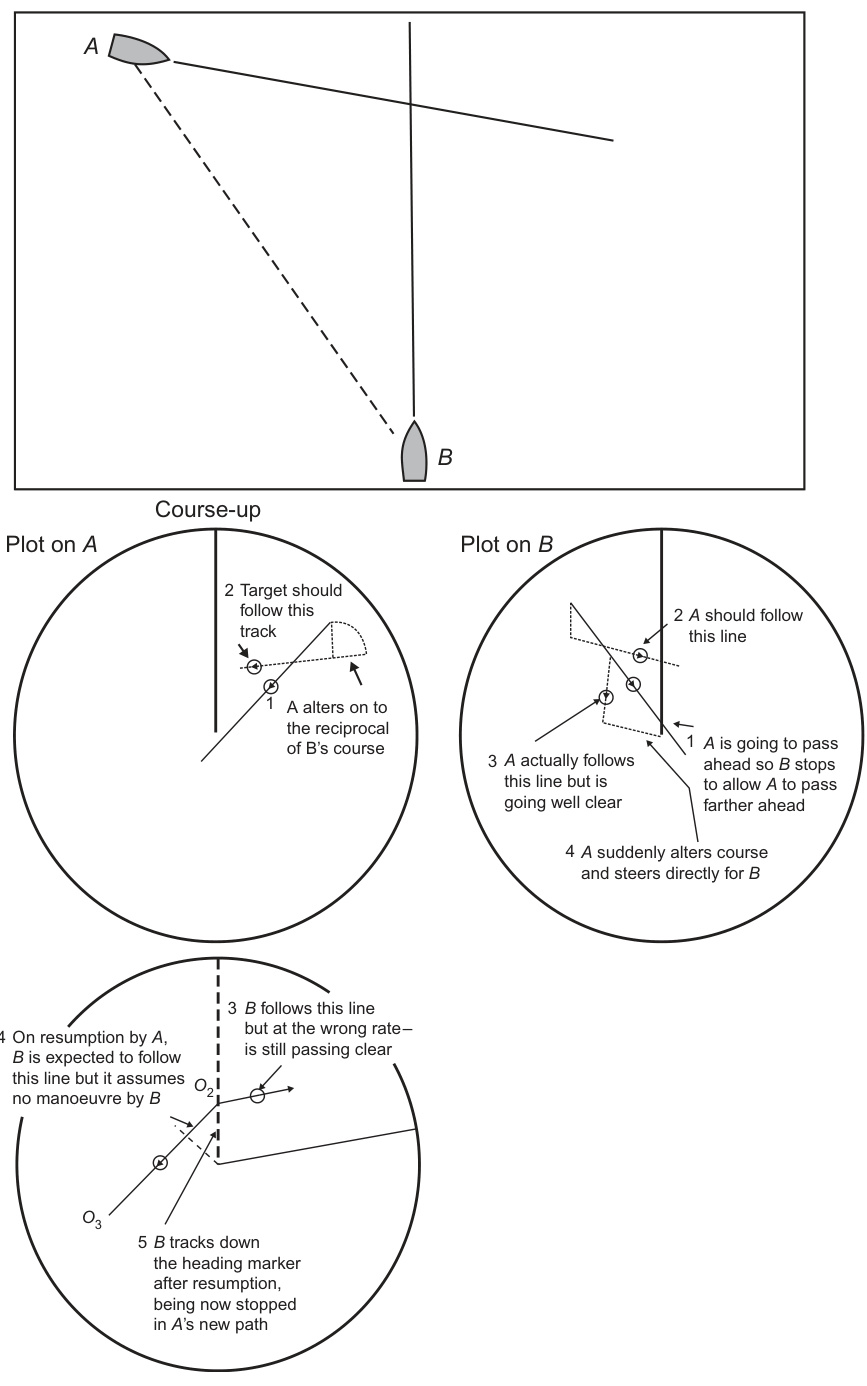 A
B
Course-up
Plot on A
2 Target should
follow this
track
1
A alters on to
the reciprocal
of B's course
Plot on B
2 A should follow
this line
1 A is going to pass
ahead so B stops
to allow A to pass
farther ahead
3 A actually follows
this line but is
going well clear
4 A suddenly alters course
and steers directly for B
3 B follows this line
but at the wrong rate–
is still passing clear
4 On resumption by A,
B is expected to follow
this line but it assumes
no manoeuvre by B
O2
O3
5 B tracks down
the heading marker
after resumption,
being now stopped
in A's new path